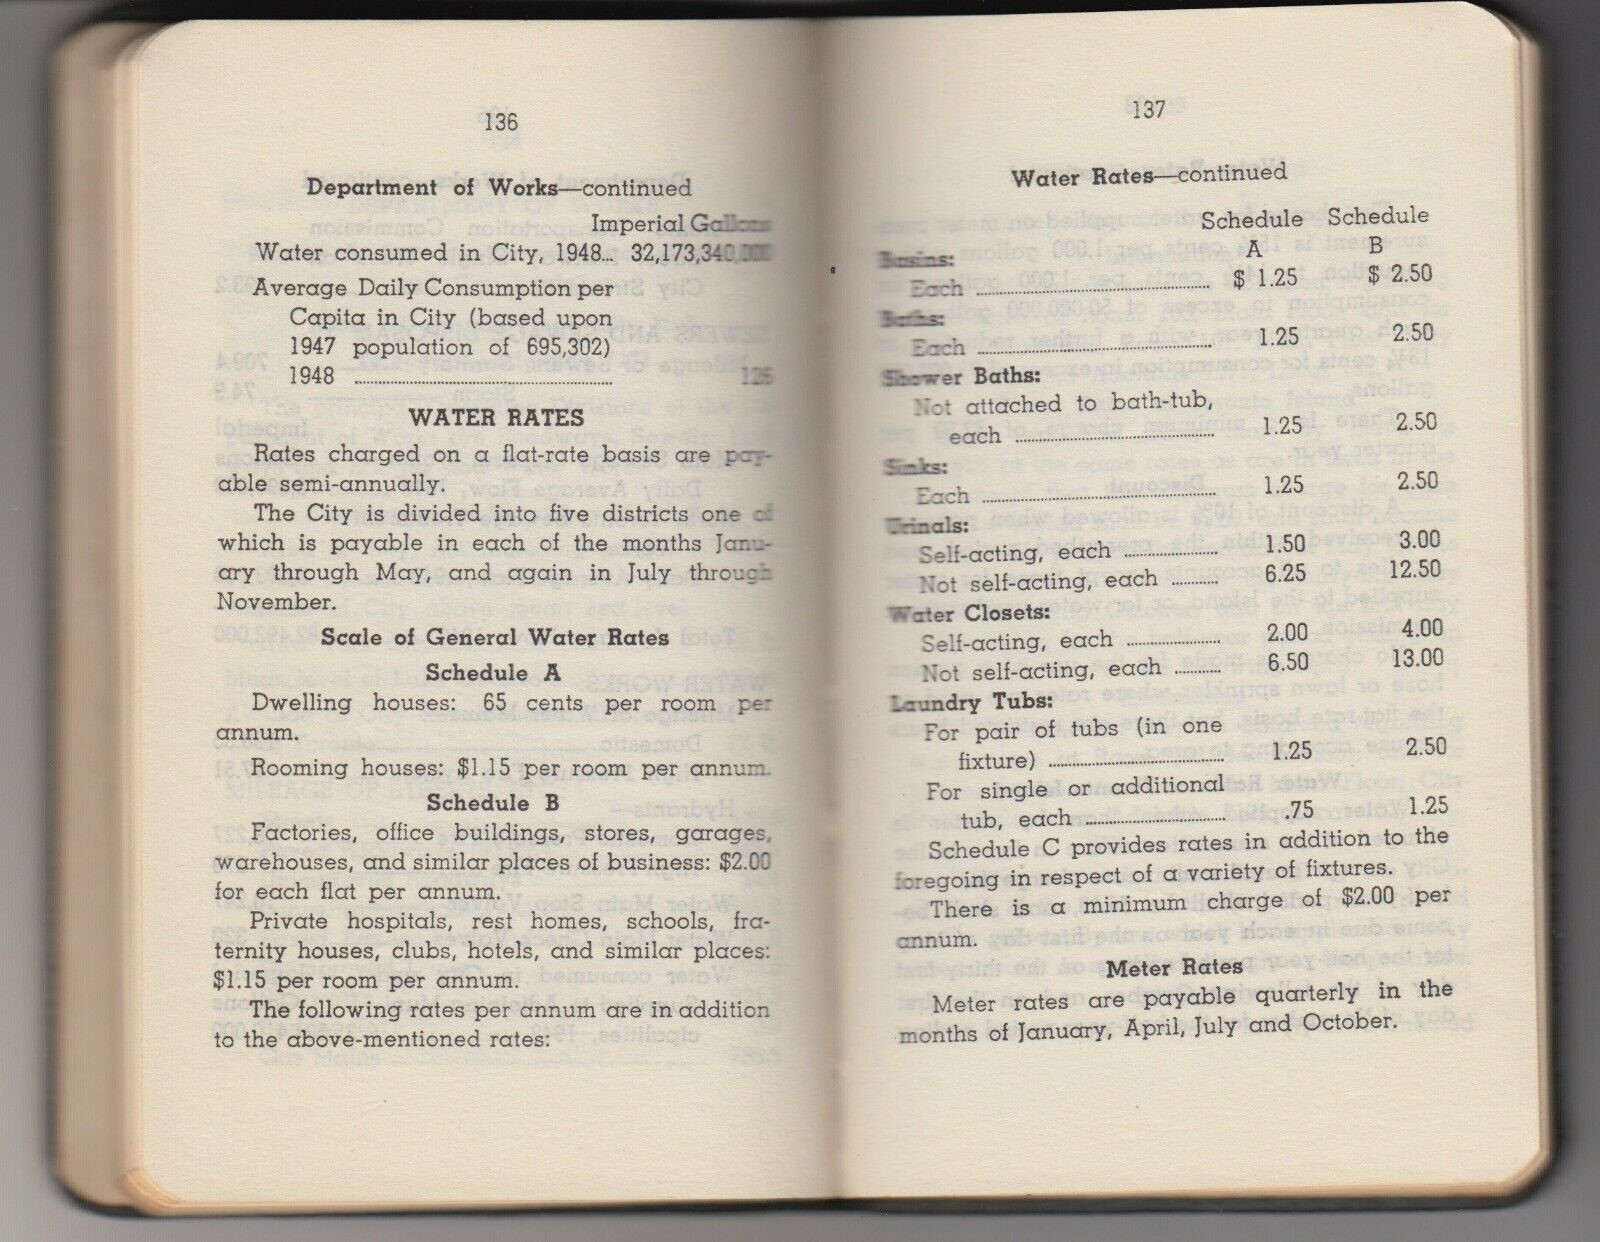 136
Department of Works—continued
Imperial Gallons
Water consumed in City, 1948... 32,173,340,000
Average Daily Consumption per
Capita in City (based upon
1947 population of 695,302)
1948 ........................................ 126
WATER RATES
Rates charged on a flat-rate basis are pay-
able semi-annually.
The City is divided into five districts one of
which is payable in each of the months Janu-
ary through May, and again in July through
November.
Scale of General Water Rates
Schedule A
Dwelling houses: 65 cents per room per
annum.
Rooming houses: $1.15 per room per annum.
Schedule B
Factories, office buildings, stores, garages,
warehouses, and similar places of business: $2.00
for each flat per annum.
Private hospitals, rest homes, schools, fra-
ternity houses, clubs, hotels, and similar places:
$1.15 per room per annum.
The following rates per annum are in addition
to the above-mentioned rates:
137
Water Rates—continued
Schedule Schedule
A B
Basins:
Each ........................................ $ 1.25 $ 2.50
Baths:
Each ........................................ 1.25 2.50
Shower Baths:
Not attached to bath-tub,
each ........................................ 1.25 2.50
Sinks:
Each ........................................ 1.25 2.50
Urinals:
Self-acting, each .................... 1.50 3.00
Not self-acting, each .......... 6.25 12.50
Water Closets:
Self-acting, each .................... 2.00 4.00
Not self-acting, each .......... 6.50 13.00
Laundry Tubs:
For pair of tubs (in one
fixture) .................................. 1.25 2.50
For single or additional
tub, each .............................. .75 1.25
Schedule C provides rates in addition to the
foregoing in respect of a variety of fixtures.
There is a minimum charge of $2.00 per
annum.
Meter Rates
Meter rates are payable quarterly in the
months of January, April, July and October.